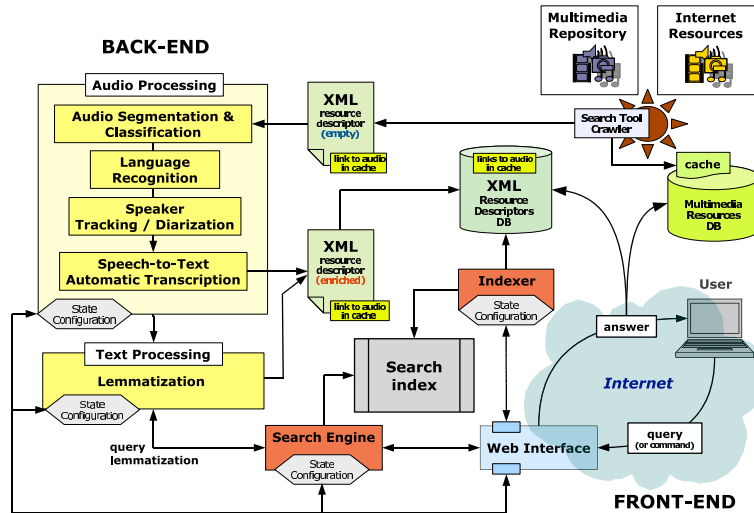 BACK-END
Multimedia
Repository
Internet
Resources
Audio Processing
Audio Segmentation &
Classification
Language
Recognition
Speaker
Tracking / Diarization
Speech-to-Text
Automatic Transcription
State
Configuration
XML
resource
descriptor
(empty)
link to audio
in cache
Search Tool
Crawler
links to audio
in cache
XML
Resource
Descriptors
DB
cache
Multimedia
Resources
DB
XML
resource
descriptor
(enriched)
link to audio
in cache
Indexer
State
Configuration
User
answer
Text Processing
Lemmatization
State
Configuration
Search
index
Internet
query
lemmatization
Search Engine
State
Configuration
Web Interface
query
(or command)
FRONT-END